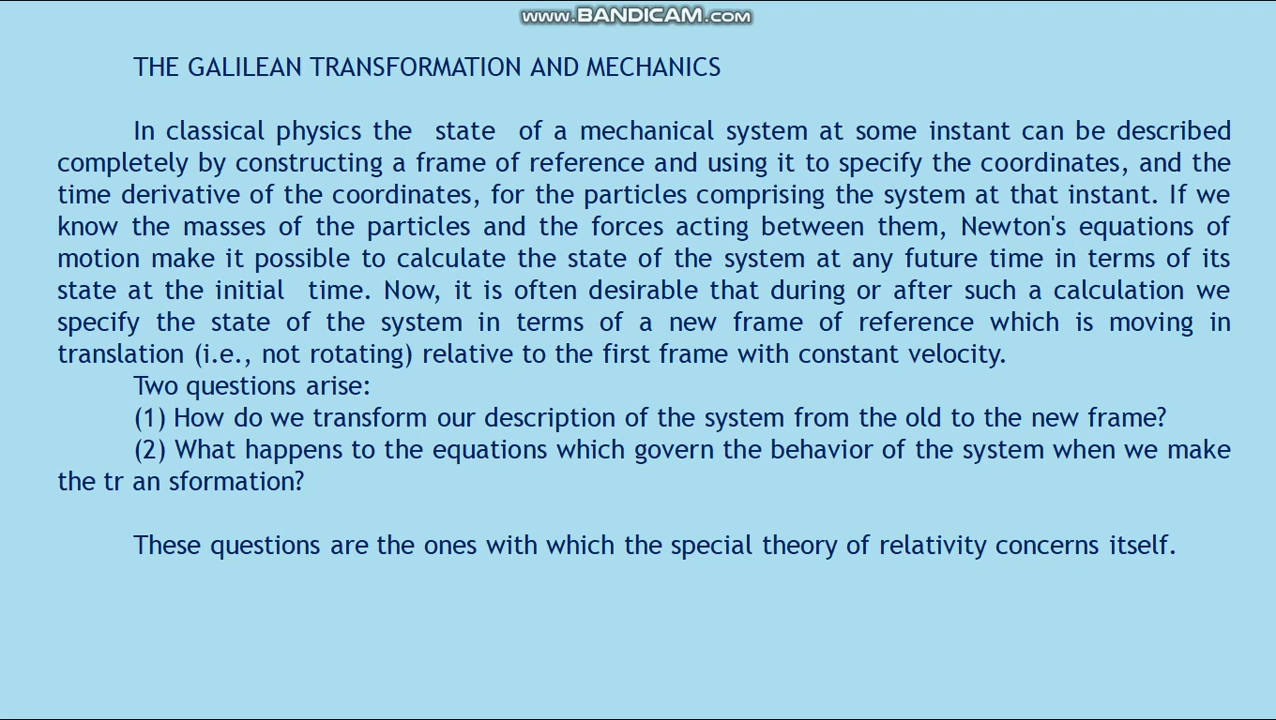 www.BANDICAM.com
THE GALILEAN TRANSFORMATION AND MECHANICS
In classical physics the state of a mechanical system at some instant can be described
completely by constructing a frame of reference and using it to specify the coordinates, and the
time derivative of the coordinates, for the particles comprising the system at that instant. If we
know the masses of the particles and the forces acting between them, Newton's equations of
motion make it possible to calculate the state of the system at any future time in terms of its
state at the initial time. Now, it is often desirable that during or after such a calculation we
specify the state of the system in terms of a new frame of reference which is moving in
translation (i.e., not rotating) relative to the first frame with constant velocity.
Two questions arise:
(1) How do we transform our description of the system from the old to the new frame?
(2) What happens to the equations which govern the behavior of the system when we make
the tr an sformation?
These questions are the ones with which the special theory of relativity concerns itself.